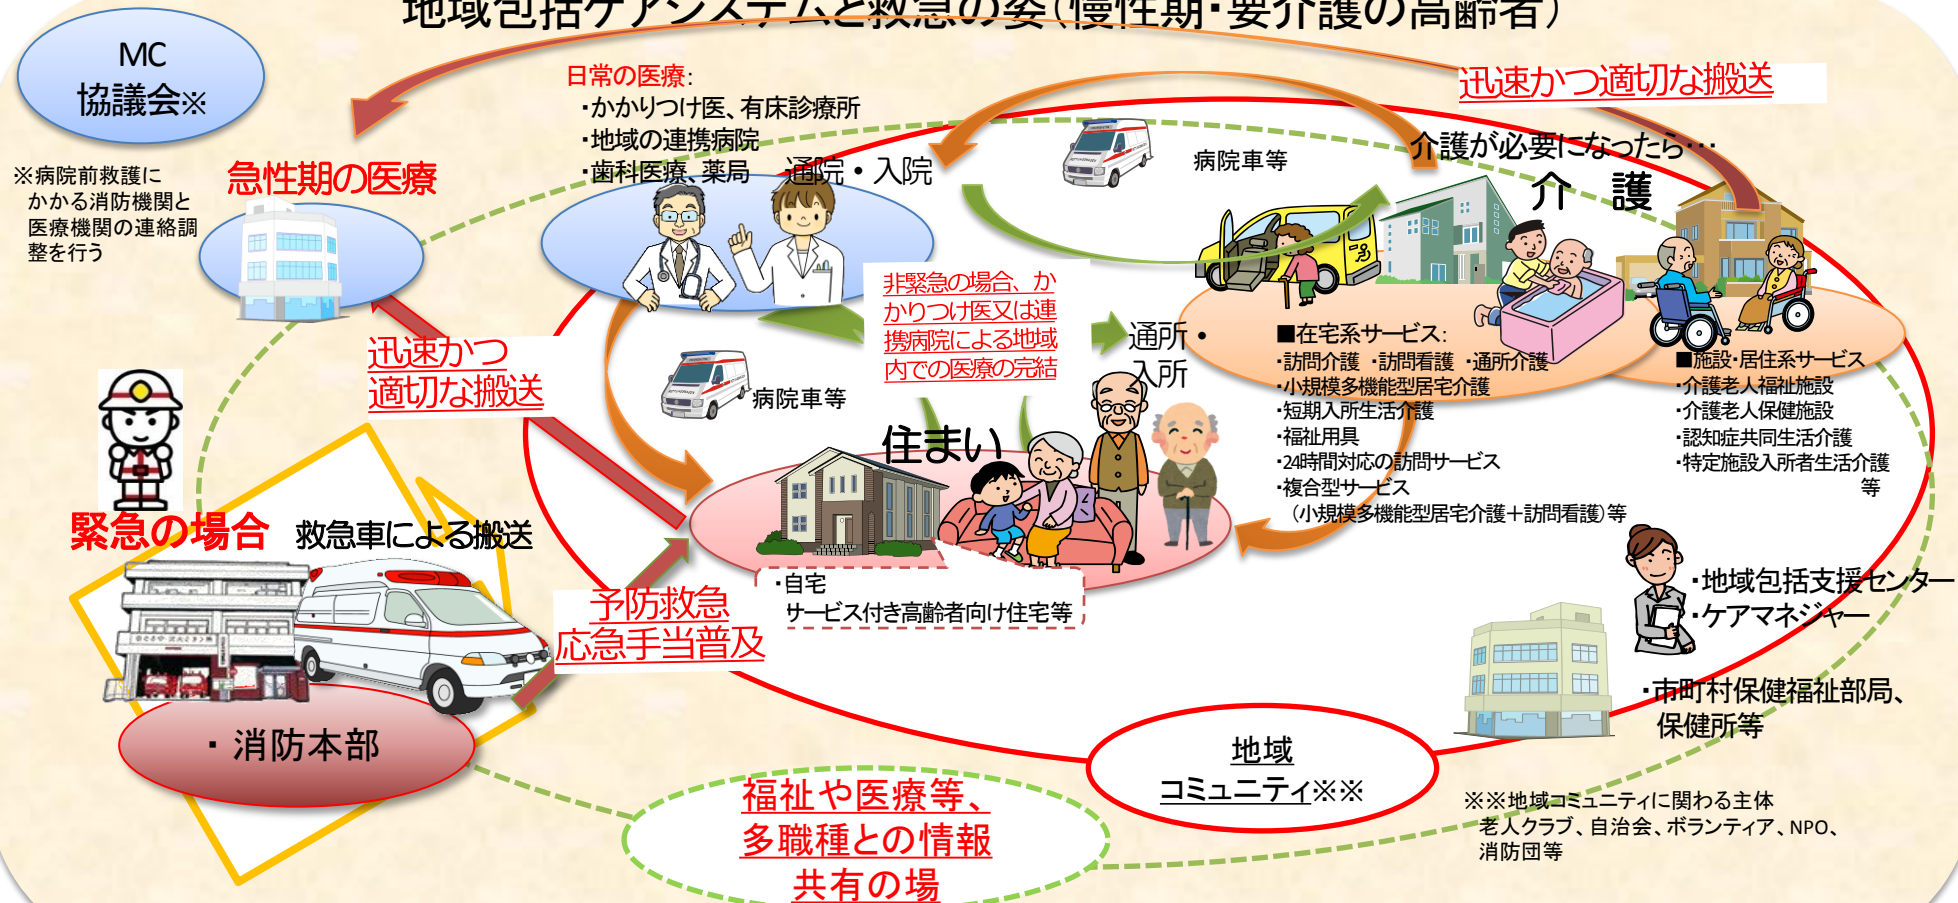 地域包括ケアシステムと救急の姿（慢性期・要介護の高齢者）
MC
協議会※
※病院前救護に
かかる消防機関と
医療機関の連絡調
整を行う
急性期の医療
日常の医療:
・かかりつけ医、有床診療所
・地域の連携病院
・歯科医療、薬局
通院・入院
病院車等
迅速かつ適切な搬送
介護が必要になったら…
介　護
非緊急の場合、か
かりつけ医又は連
携病院による地域
内での医療の完結
通所・
入所
■在宅系サービス:
・訪問介護 ・訪問看護 ・通所介護
・小規模多機能型居宅介護
・短期入所生活介護
・福祉用具
・24時間対応の訪問サービス
・複合型サービス
（小規模多機能型居宅介護＋訪問看護）等
■施設・居住系サービス
・介護老人福祉施設
・介護老人保健施設
・認知症共同生活介護
・特定施設入所者生活介護
等
迅速かつ
適切な搬送
病院車等
住まい
・自宅
サービス付き高齢者向け住宅等
緊急の場合
救急車による搬送
予防救急
応急手当普及
・消防本部
・地域包括支援センター
・ケアマネジャー
・市町村保健福祉部局、
保健所等
地域
コミュニティ※※
福祉や医療等、
多職種との情報
共有の場
※※地域コミュニティに関わる主体
老人クラブ、自治会、ボランティア、NPO、
消防団等